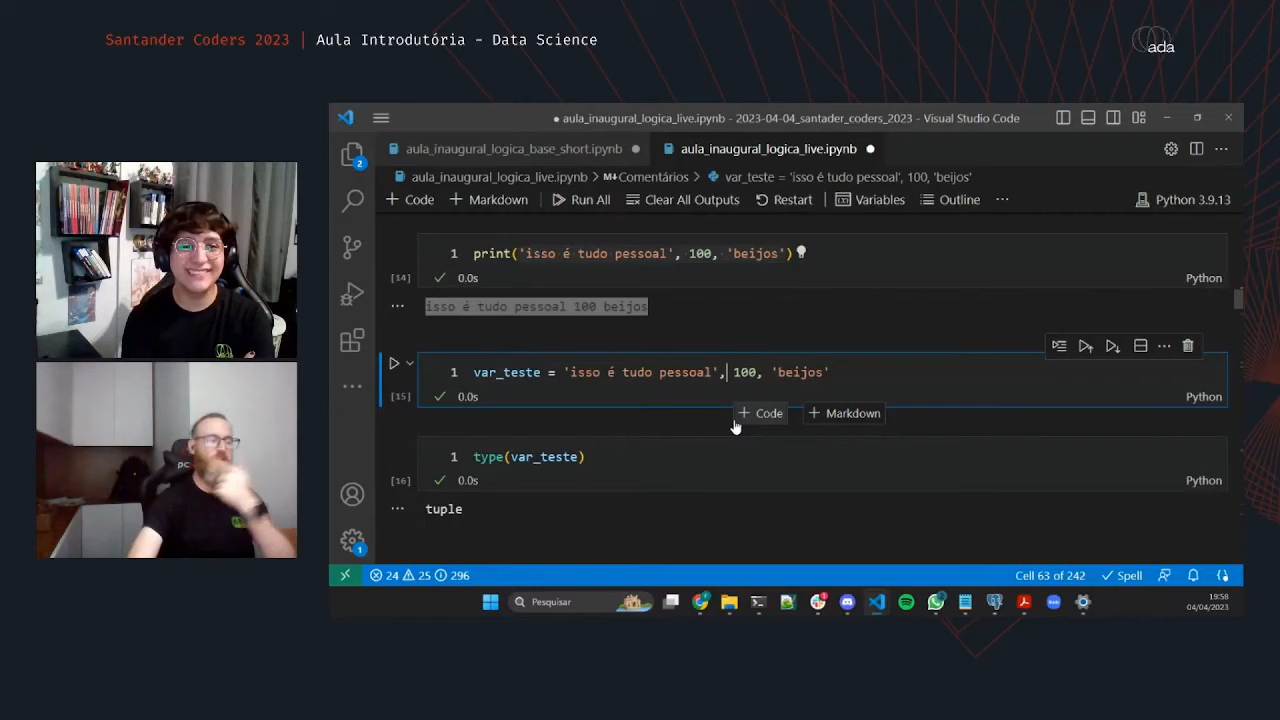 Santander Coders 2023 | Aula Introdutória - Data Science
ada
aula_inaugural_logica_live.ipynb - 2023-04-04_santader_coders_2023 - Visual Studio Code
aula_inaugural_logica_base_short.ipynb
aula_inaugural_logica_live.ipynb
2
aula_inaugural_logica_live.ipynb > M↓Comentários > var_teste = 'isso é tudo pessoal', 100, 'beijos'
+ Code + Markdown Run All Clear All Outputs Restart Variables Outline ... Python 3.9.13
1 print('isso é tudo pessoal', 100, 'beijos')
[14] 0.0s Python
... isso é tudo pessoal 100 beijos
1 var_teste = 'isso é tudo pessoal', 100, 'beijos'
[15] 0.0s Python
+ Code + Markdown
1 type(var_teste)
[16] 0.0s Python
... tuple
1
24 25 296 Cell 63 of 242 Spell
Pesquisar
19:58
04/04/2023